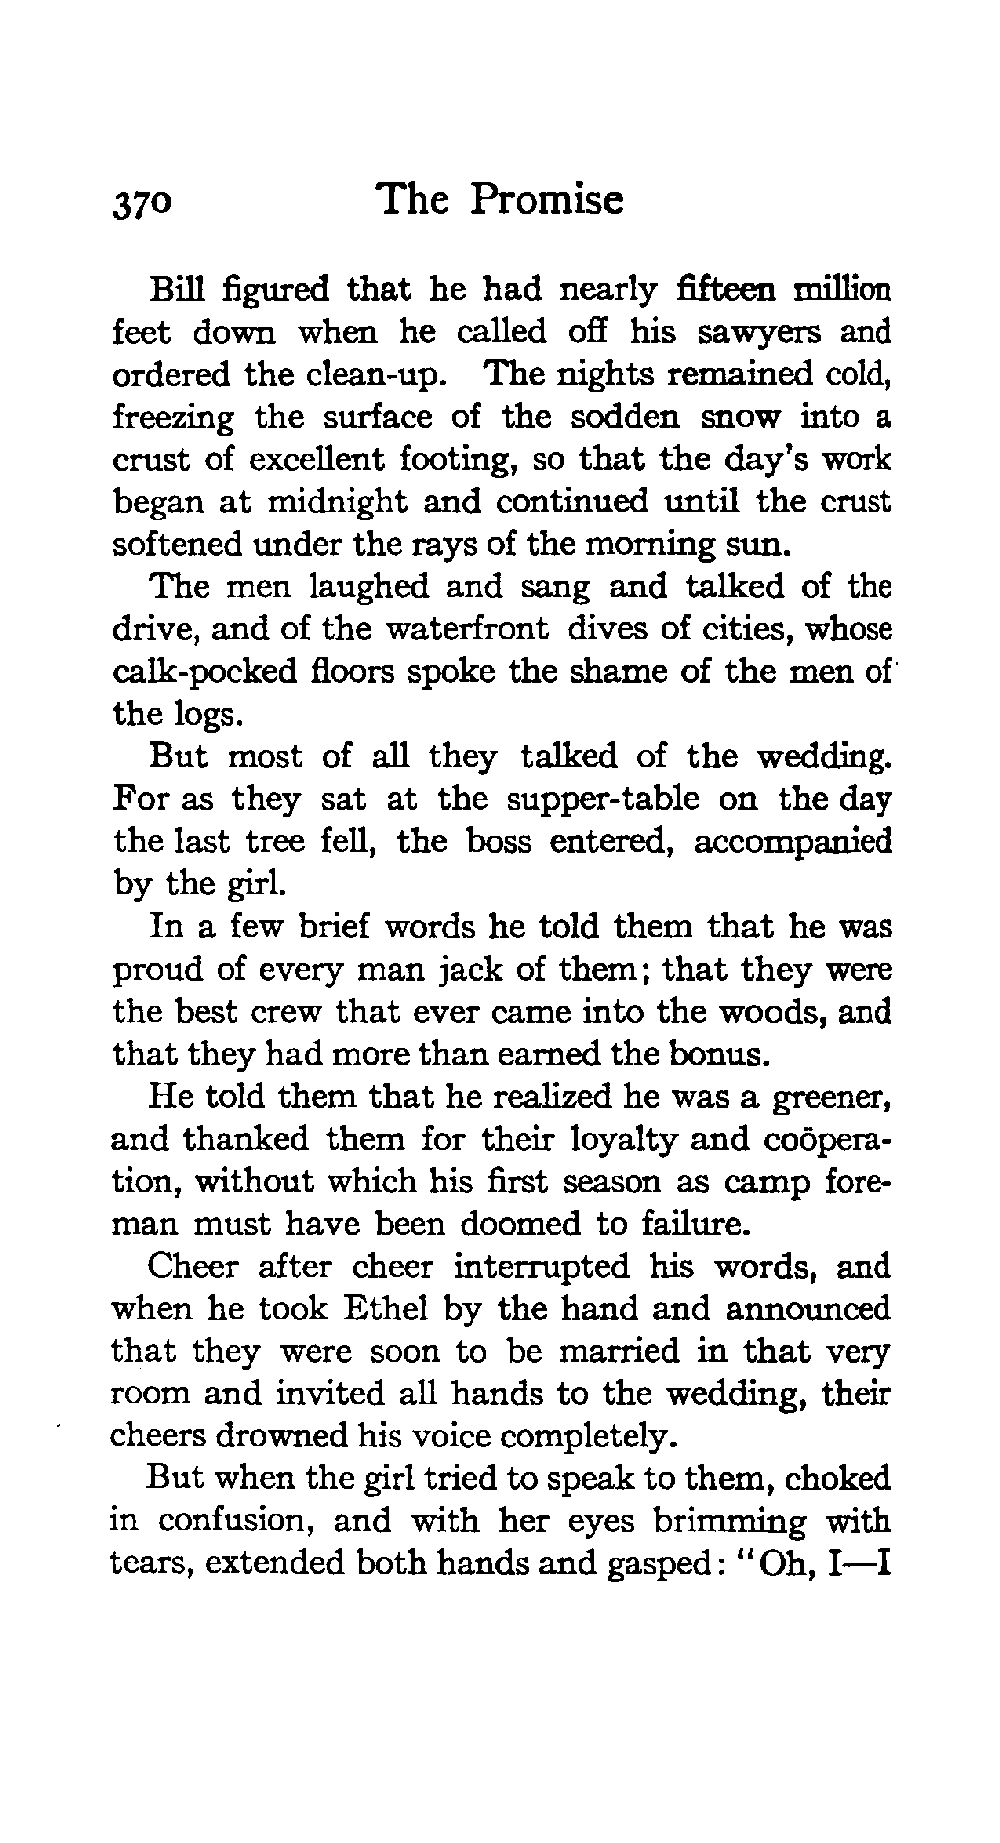 370 The Promise
Bill figured that he had nearly fifteen million
feet down when he called off his sawyers and
ordered the clean-up. The nights remained cold,
freezing the surface of the sodden snow into a
crust of excellent footing, so that the day's work
began at midnight and continued until the crust
softened under the rays of the morning sun.
The men laughed and sang and talked of the
drive, and of the waterfront dives of cities, whose
calk-pocked floors spoke the shame of the men of
the logs.
But most of all they talked of the wedding.
For as they sat at the supper-table on the day
the last tree fell, the boss entered, accompanied
by the girl.
In a few brief words he told them that he was
proud of every man jack of them; that they were
the best crew that ever came into the woods, and
that they had more than earned the bonus.
He told them that he realized he was a greener,
and thanked them for their loyalty and coöpera-
tion, without which his first season as camp fore-
man must have been doomed to failure.
Cheer after cheer interrupted his words, and
when he took Ethel by the hand and announced
that they were soon to be married in that very
room and invited all hands to the wedding, their
cheers drowned his voice completely.
But when the girl tried to speak to them, choked
in confusion, and with her eyes brimming with
tears, extended both hands and gasped: "Oh, I—I